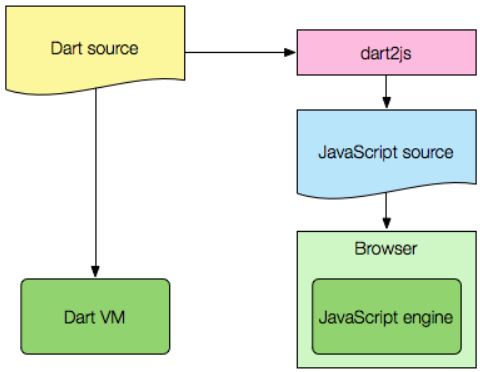 Dart source
dart2js
JavaScript source
Browser
Dart VM
JavaScript engine